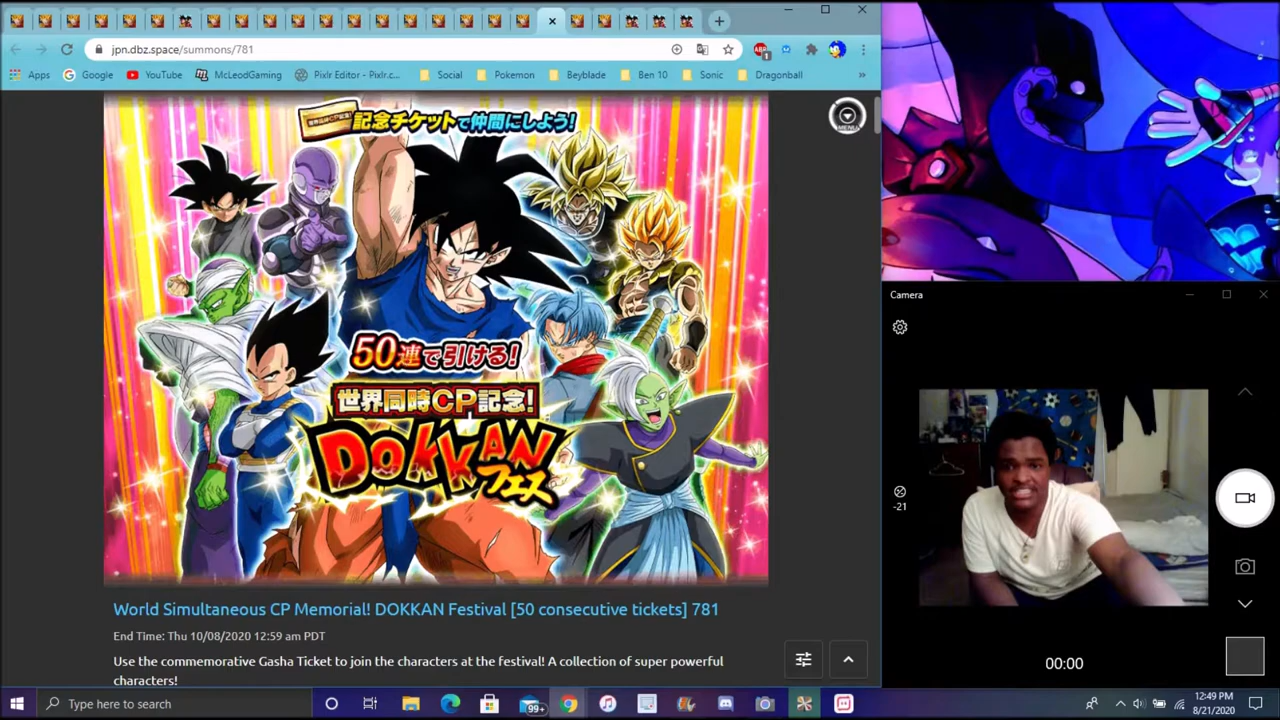 jpn.dbz.space/summons/781
ABP
1
Apps
Google
YouTube
McLeodGaming
Pixlr Editor - Pixlr.c...
Social
Pokemon
Beyblade
Ben 10
Sonic
Dragonball
»
記念チケットで仲間にしよう!
MENU
50連で引ける!
世界同時CP記念!
DOKKAN
フェス
World Simultaneous CP Memorial! DOKKAN Festival [50 consecutive tickets] 781
End Time: Thu 10/08/2020 12:59 am PDT
Use the commemorative Gasha Ticket to join the characters at the festival! A collection of super powerful
characters!
Camera
-21
00:00
Type here to search
99+
12:49 PM
8/21/2020